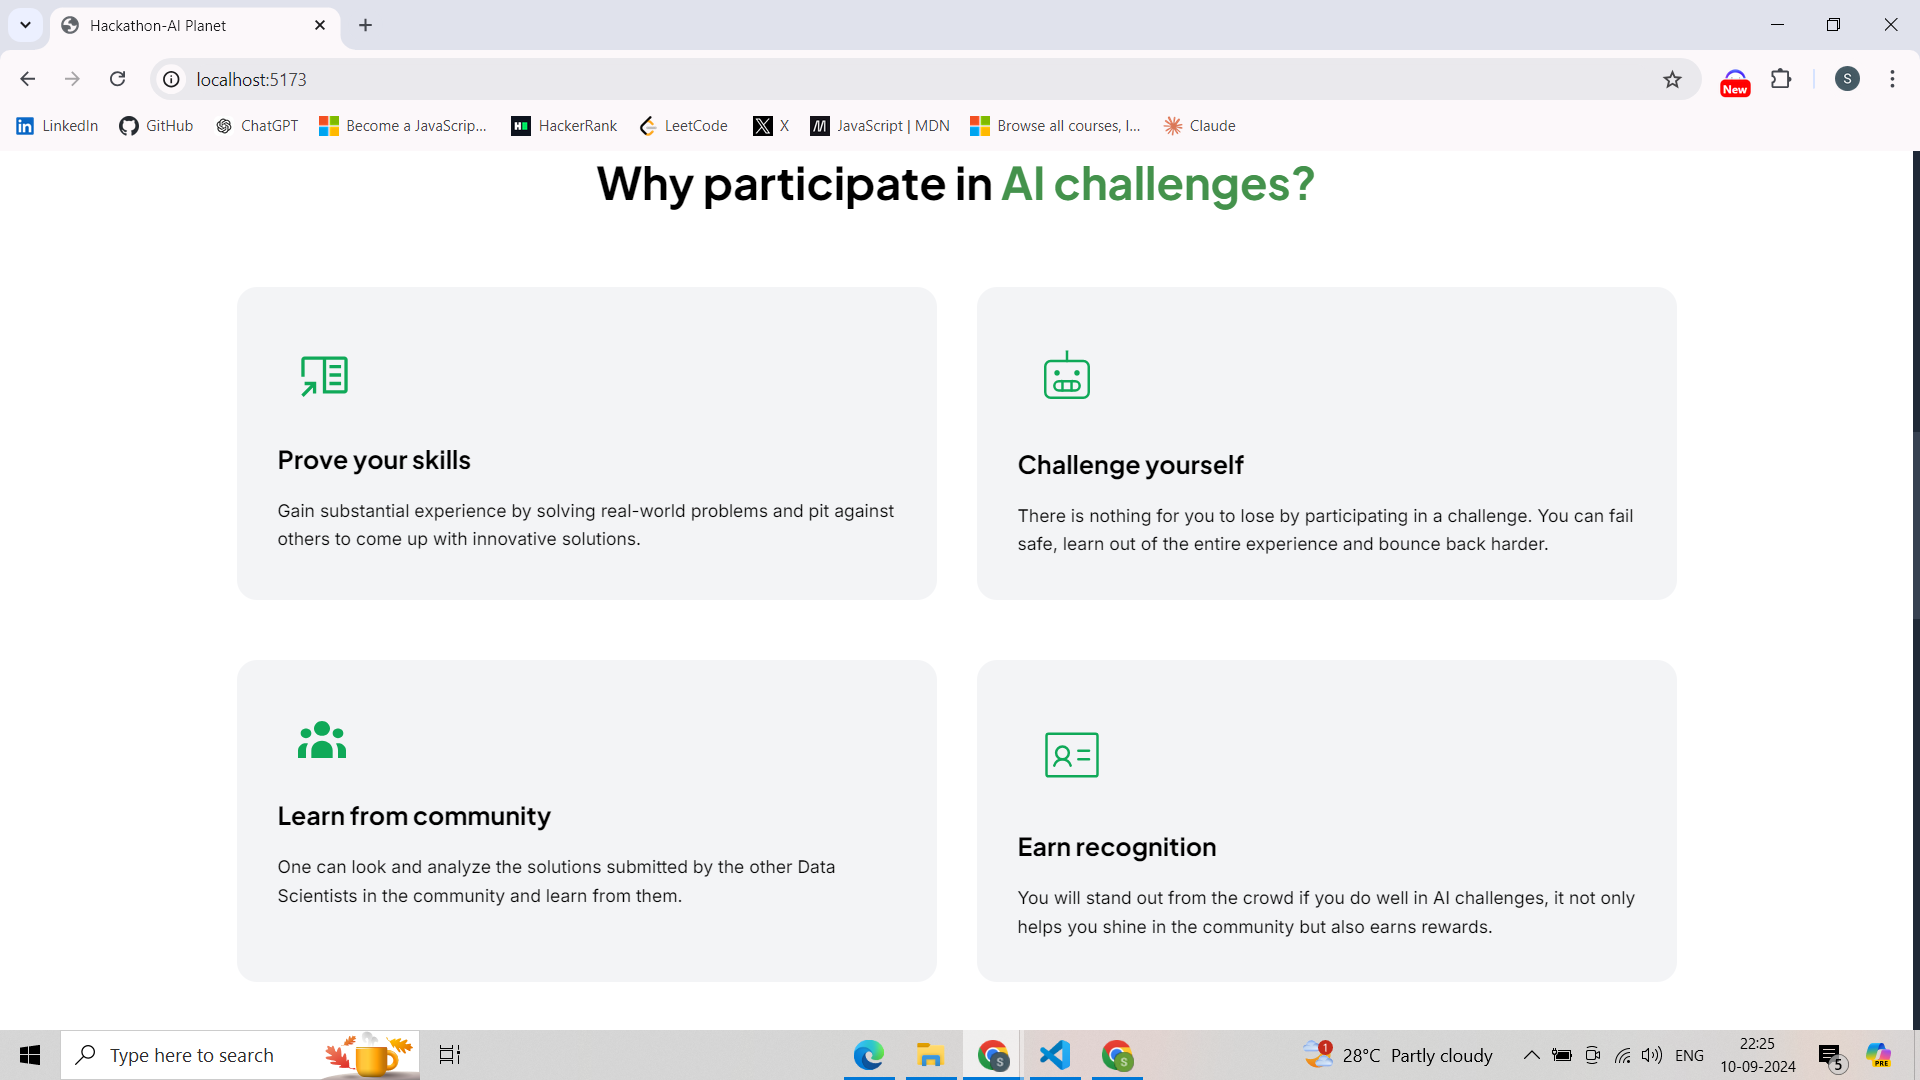 Hackathon-AI Planet
localhost:5173
New
S
LinkedIn GitHub ChatGPT Become a JavaScrip... HackerRank LeetCode X JavaScript | MDN Browse all courses, l... Claude
Why participate in AI challenges?
Prove your skills
Gain substantial experience by solving real-world problems and pit against
others to come up with innovative solutions.
Challenge yourself
There is nothing for you to lose by participating in a challenge. You can fail
safe, learn out of the entire experience and bounce back harder.
Learn from community
One can look and analyze the solutions submitted by the other Data
Scientists in the community and learn from them.
Earn recognition
You will stand out from the crowd if you do well in AI challenges, it not only
helps you shine in the community but also earns rewards.
Type here to search
S
S
1
28°C Partly cloudy
ENG
22:25
10-09-2024
5
PRE